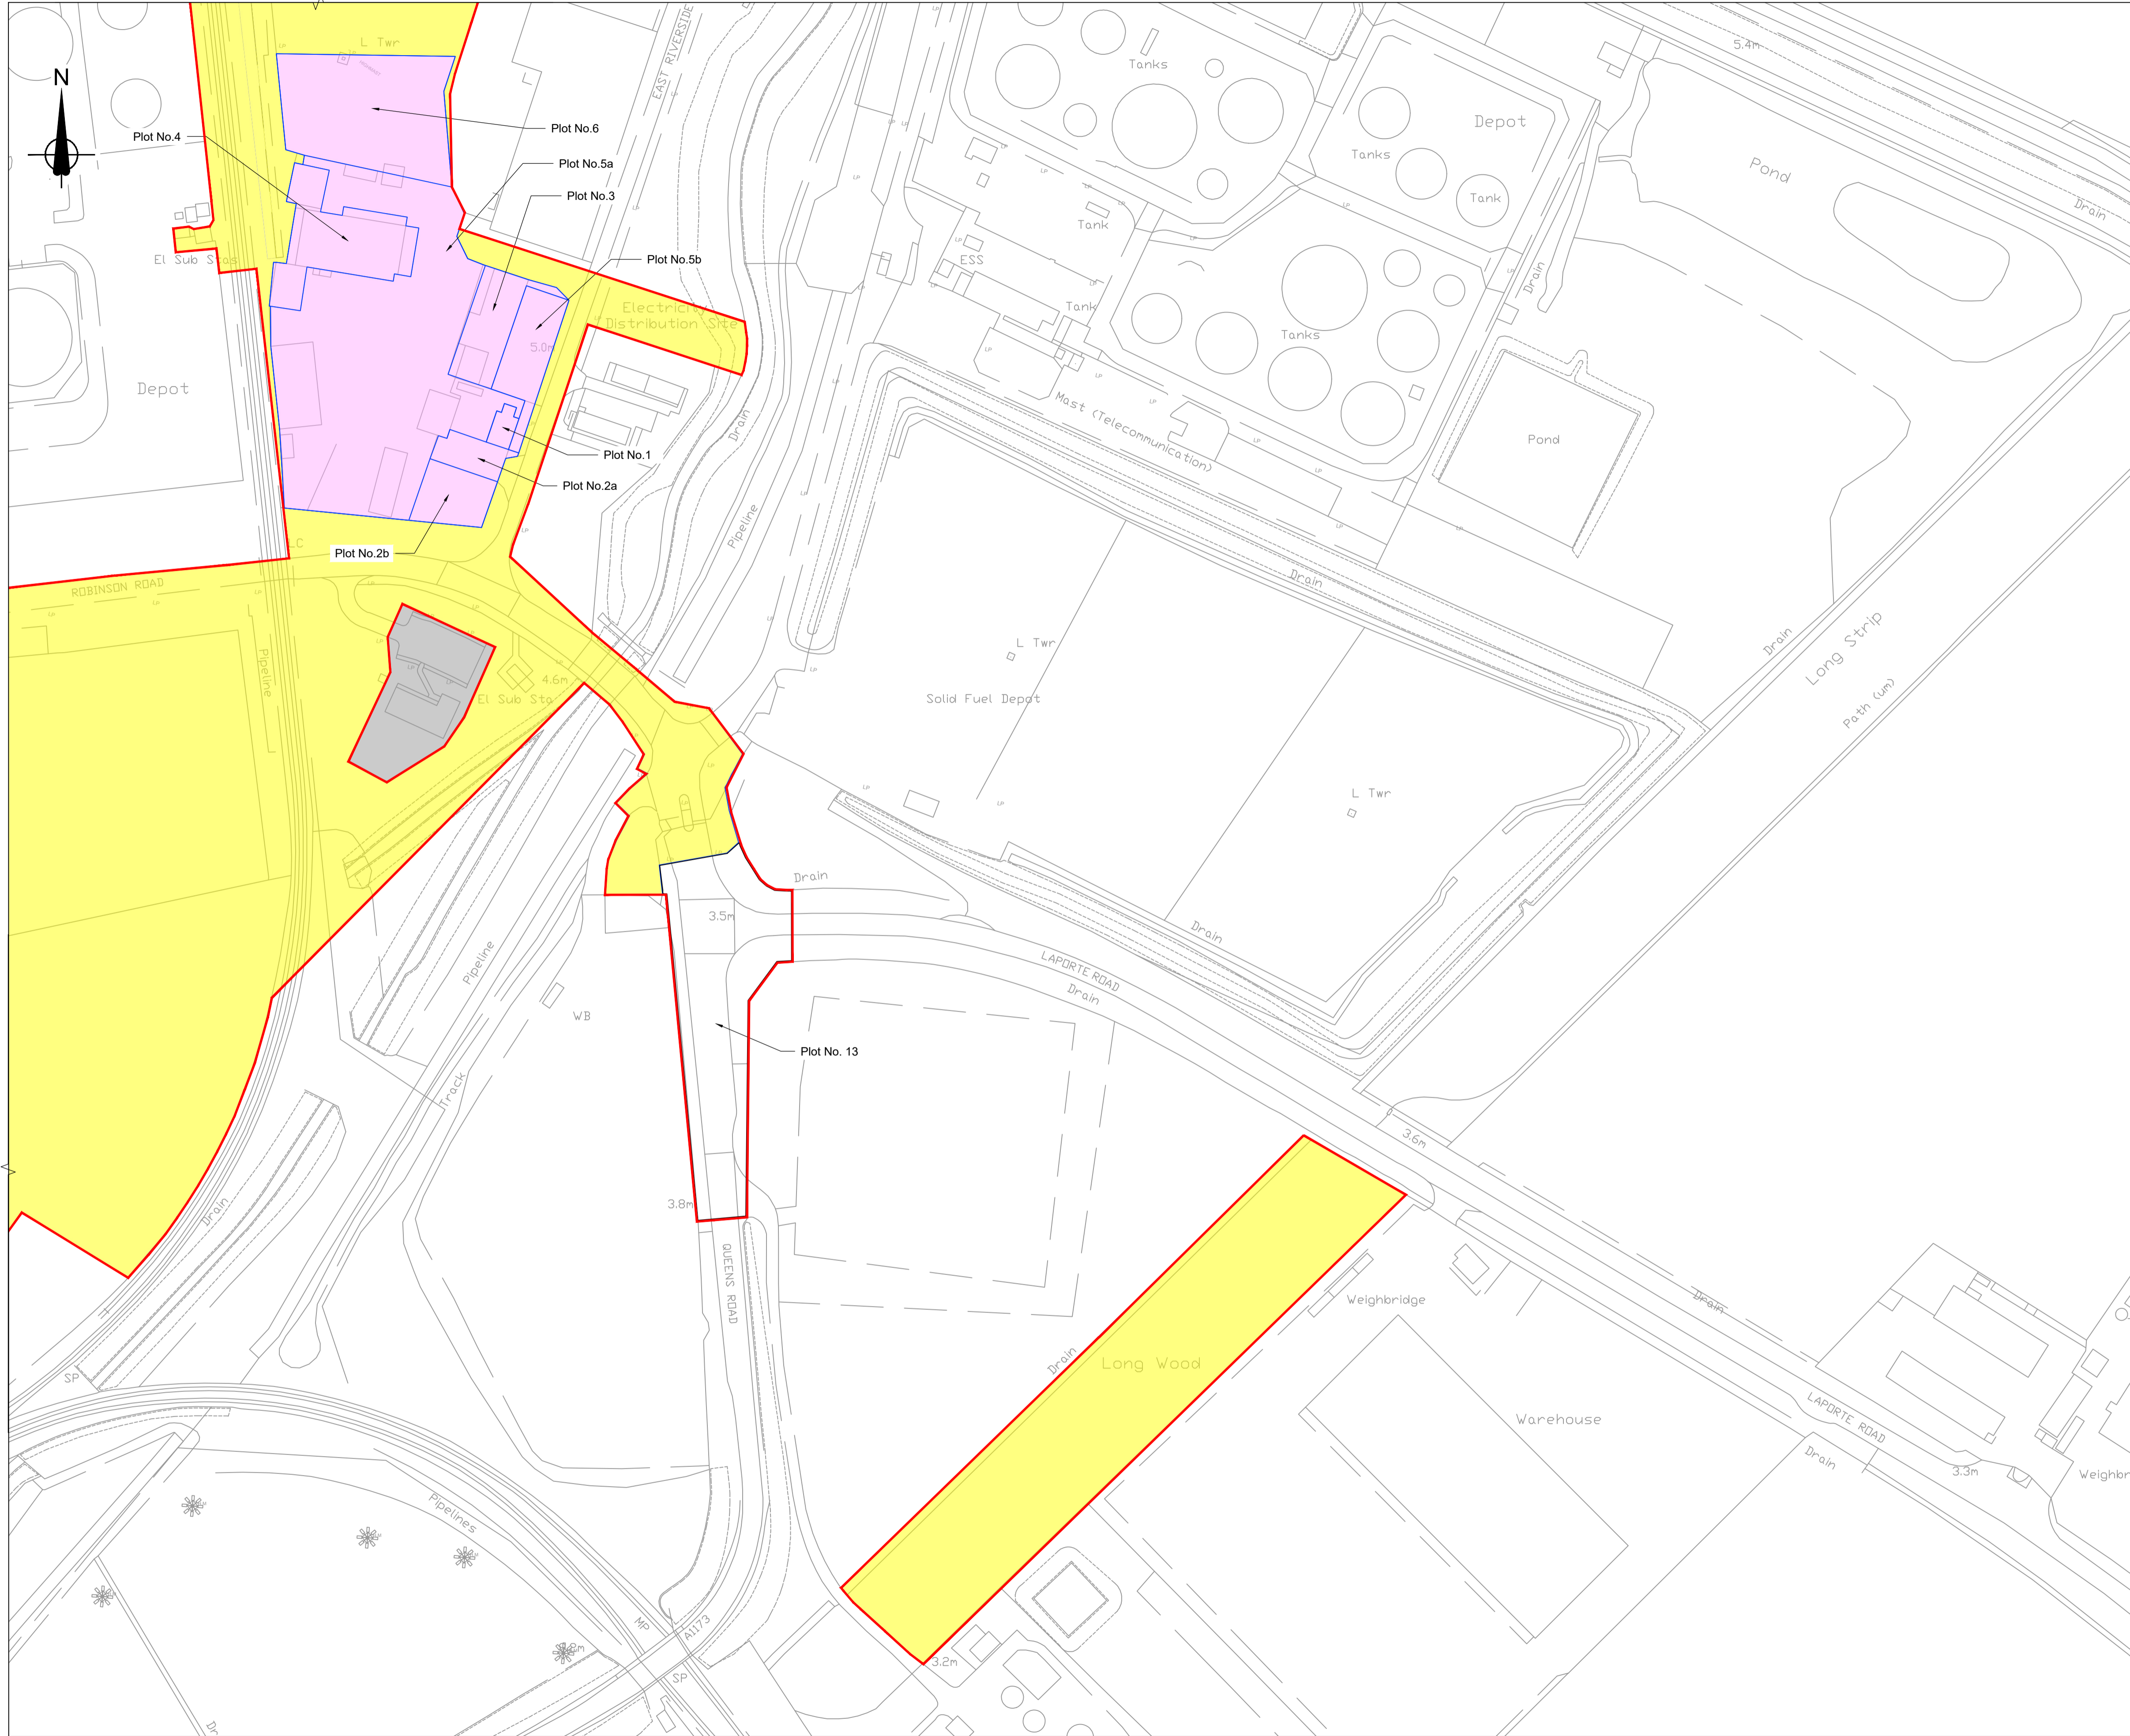 N
L Twr
EAST RIVERSIDE
Tanks
5.4m
Plot No.6
Plot No.4
Depot
Plot No.5a
Tanks
Pond
Plot No.3
Tank
Drain
Tank
Plot No.5b
El Sub Stas
ESS
Drain
Electricity
Distribution Site
Tank
Tanks
5.0m
Depot
Mast (Telecommunication)
Drain
Pond
Plot No.1
Plot No.2a
Pipeline
LC
Plot No.2b
Drain
ROBINSON ROAD
Drain
Long Strip
L Twr
Pipeline
4.6m
El Sub Sta
Solid Fuel Depot
Path (um)
L Twr
Drain
3.5m
Drain
Pipeline
LAPORTE ROAD
Drain
WB
Plot No. 13
Track
3.6m
Drain
3.8m
QUEENS ROAD
Weighbridge
Drain
Drain
Long Wood
SP
Warehouse
LAPORTE ROAD
Drain
3.3m
Weighbr
Pipelines
MP
A1173
3.2m
SP
Dr
LP